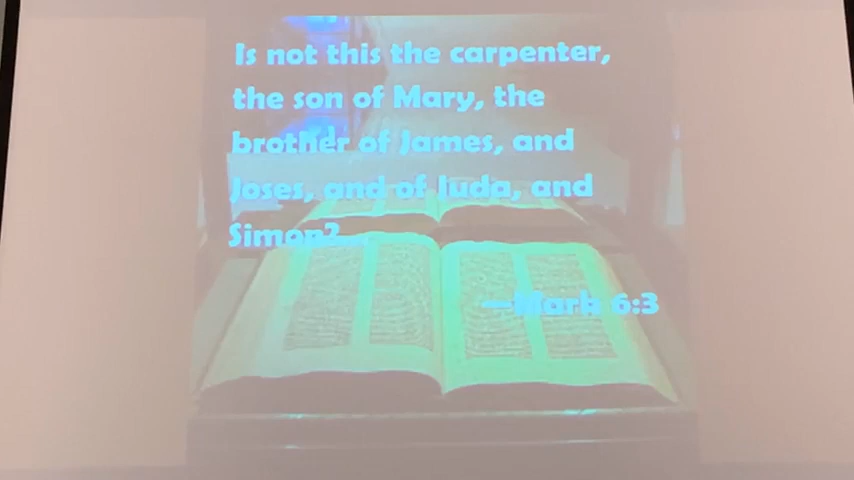 Is not this the carpenter,
the son of Mary, the
brother of James, and
Joses, and of Juda, and
Simon?...
—Mark 6:3